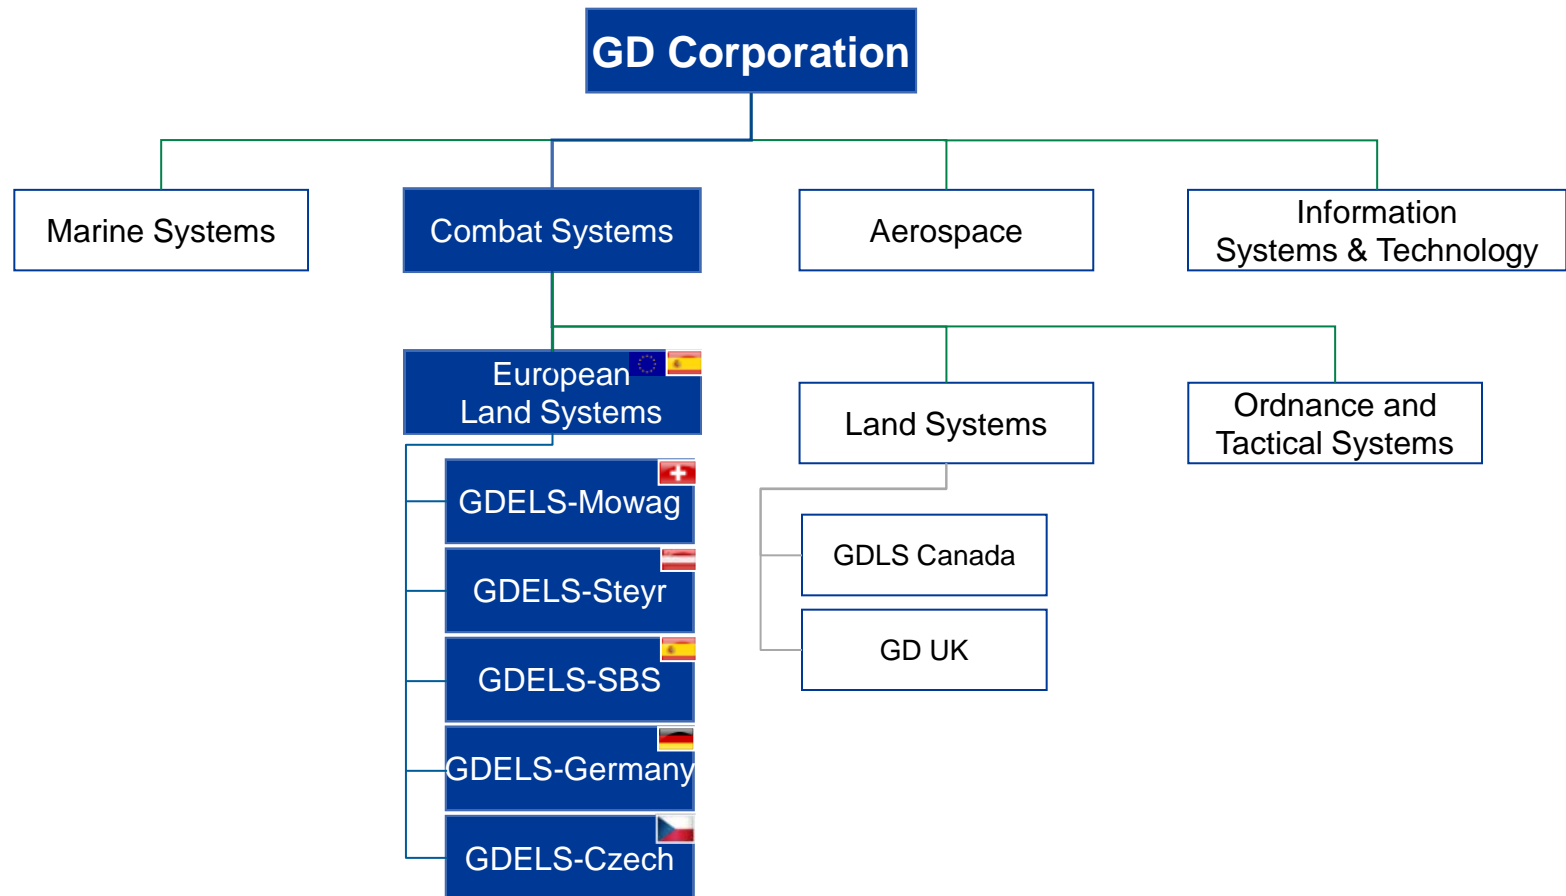 GD Corporation
Marine Systems
Combat Systems
Aerospace
Information
Systems & Technology
European
Land Systems
Land Systems
Ordnance and
Tactical Systems
GDELS-Mowag
GDELS-Steyr
GDELS-SBS
GDELS-Germany
GDELS-Czech
GDLS Canada
GD UK